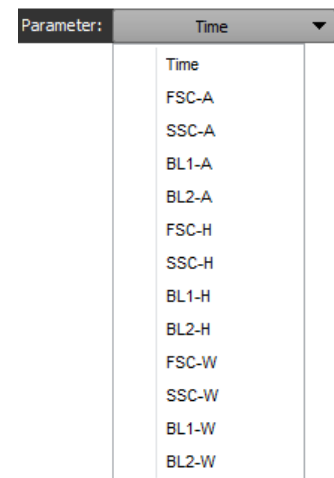 Parameter: Time
Time
FSC-A
SSC-A
BL1-A
BL2-A
FSC-H
SSC-H
BL1-H
BL2-H
FSC-W
SSC-W
BL1-W
BL2-W